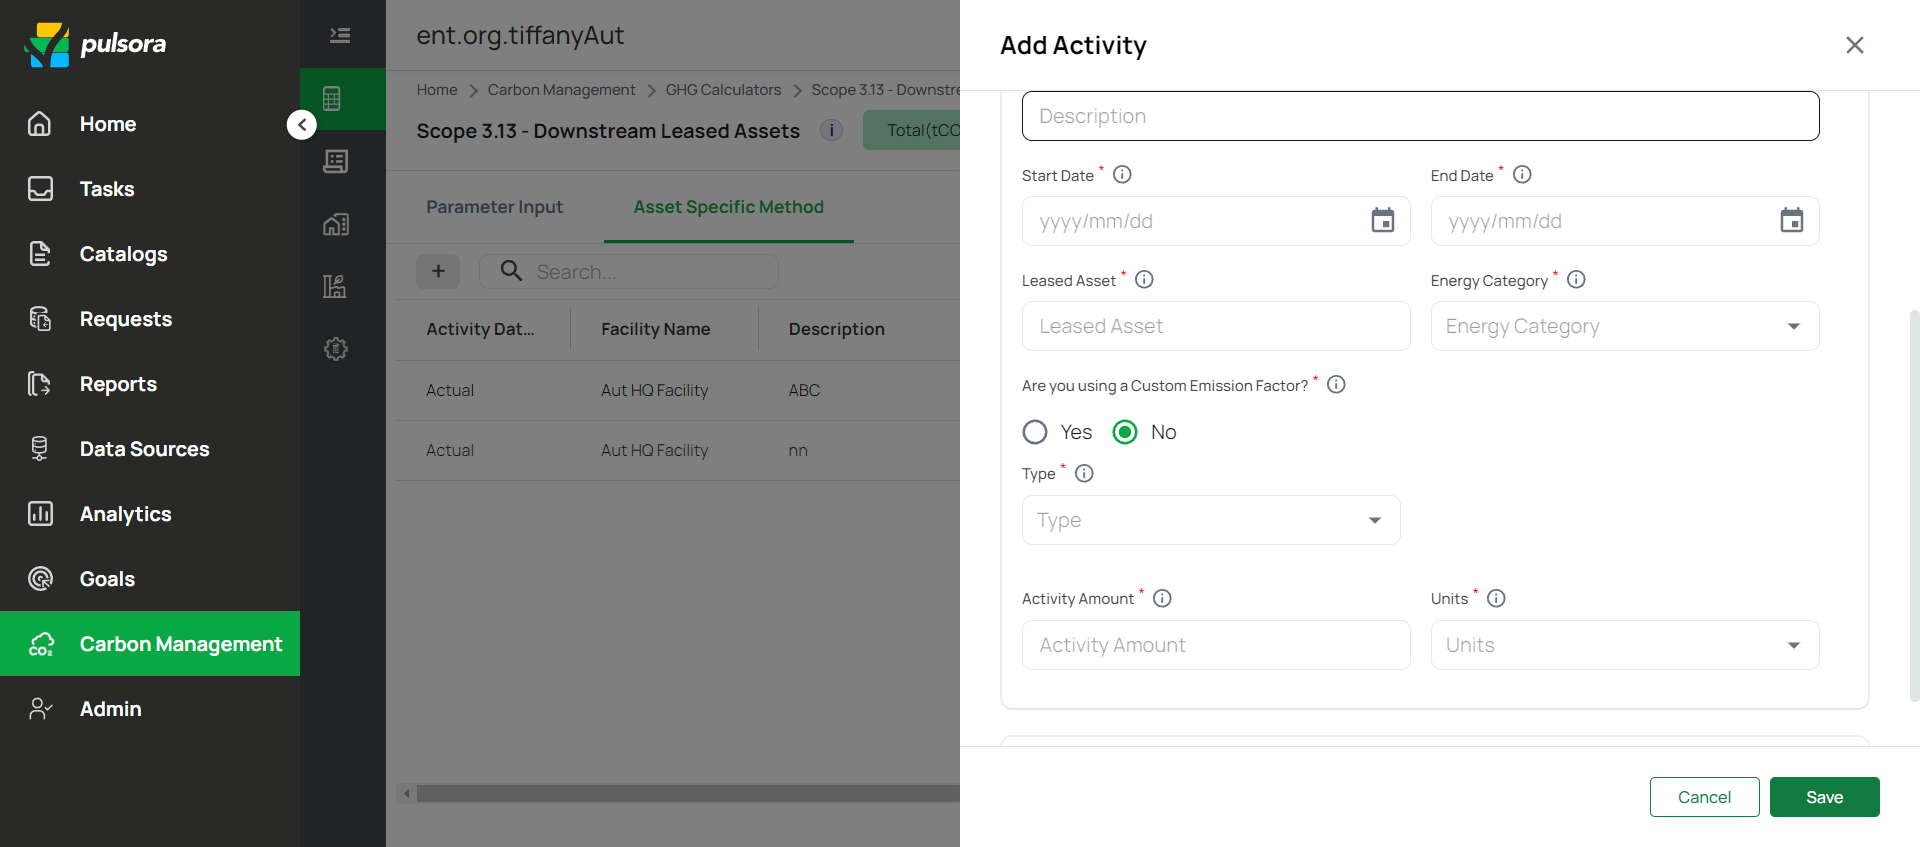 pulsora
Home
Tasks
Catalogs
Requests
Reports
Data Sources
Analytics
Goals
CO₂
Carbon Management
Admin
ent.org.tiffanyAut
Home > Carbon Management > GHG Calculators > Scope 3.13 - Downstre
Scope 3.13 - Downstream Leased Assets i Total(tCC
Parameter Input Asset Specific Method
+ Search...
Activity Dat... Facility Name Description
Actual Aut HQ Facility ABC
Actual Aut HQ Facility nn
Add Activity
Description
Start Date * End Date *
yyyy/mm/dd yyyy/mm/dd
Leased Asset * Energy Category *
Leased Asset Energy Category
Are you using a Custom Emission Factor? *
Yes No
Type *
Type
Activity Amount * Units *
Activity Amount Units
Cancel Save